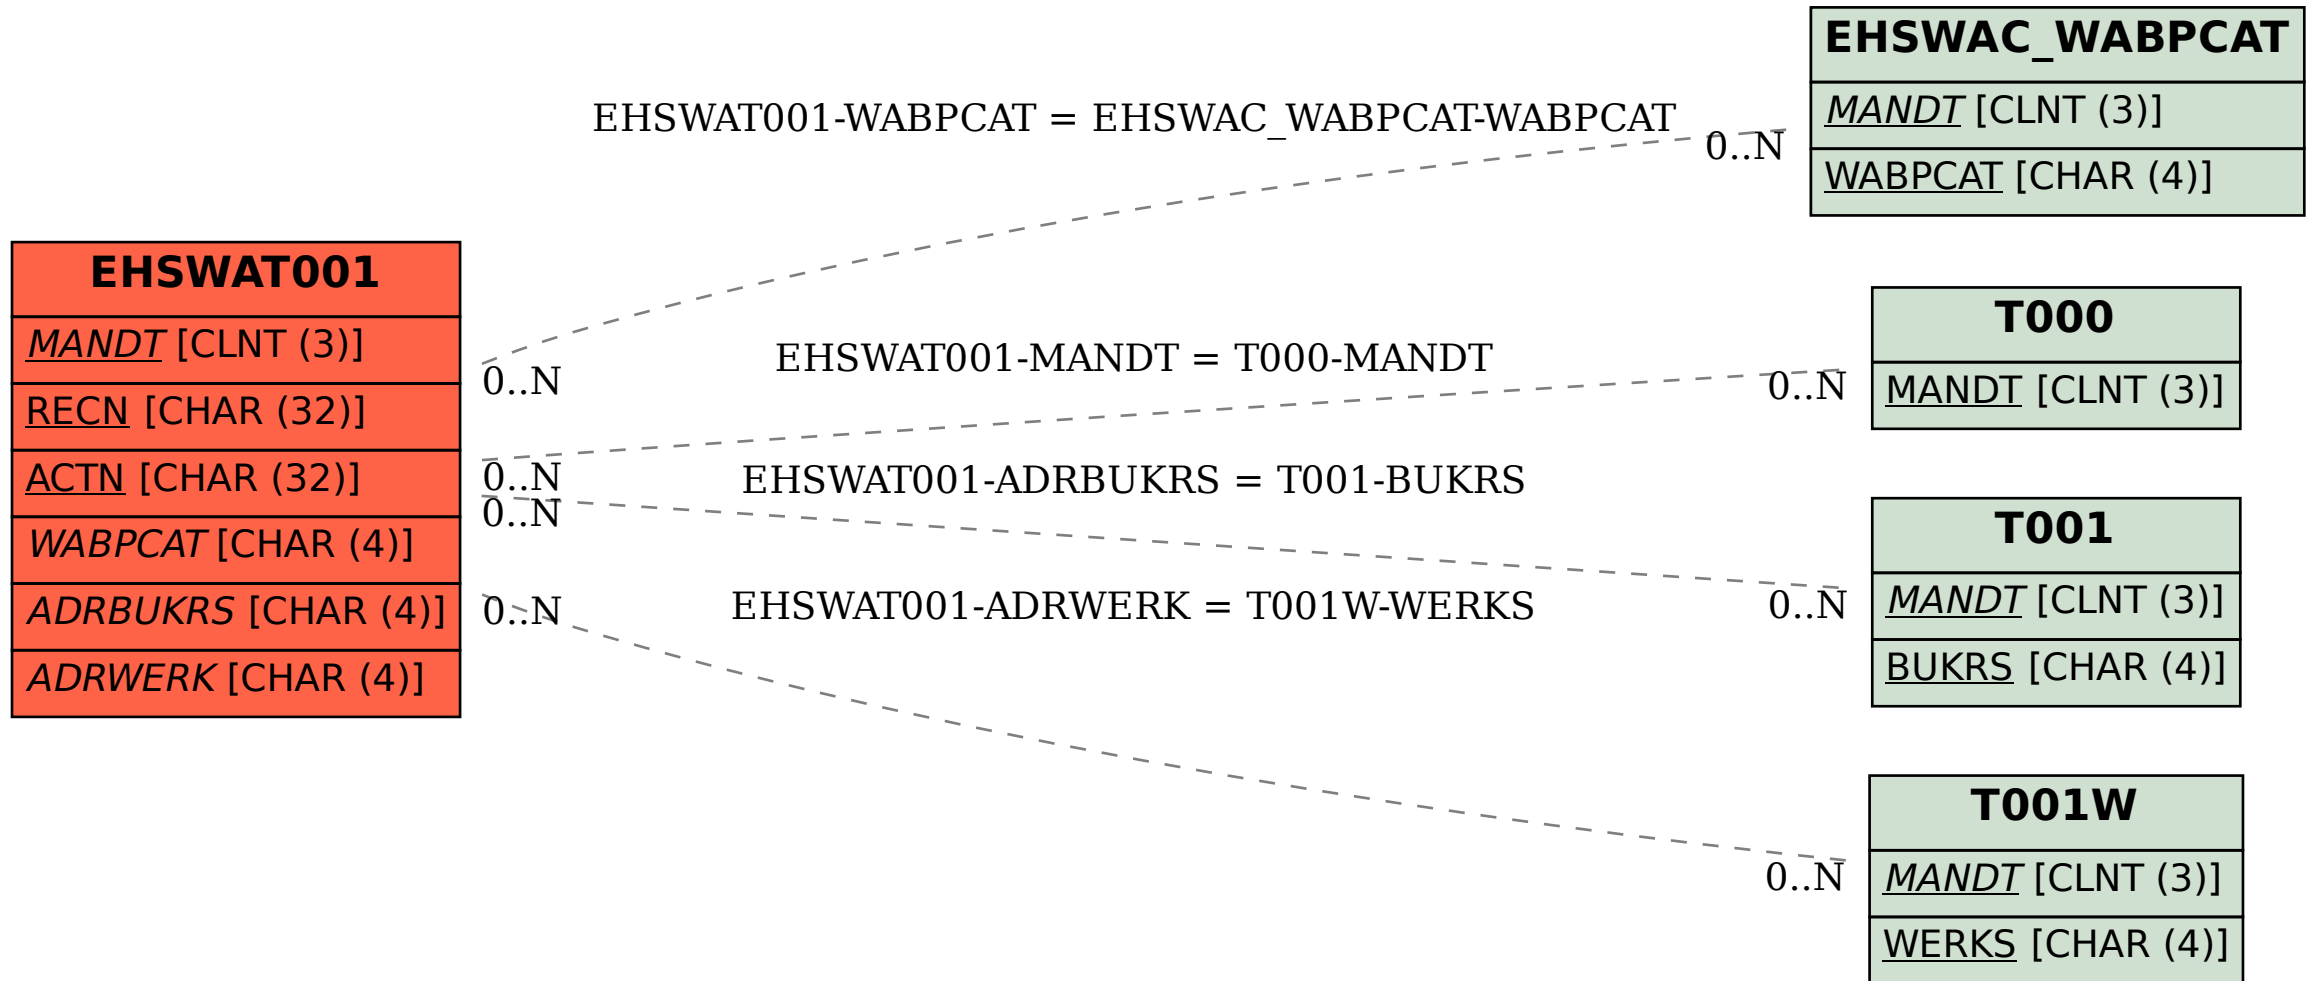 EHSWAC_WABPCAT
MANDT [CLNT (3)]
WABPCAT [CHAR (4)]
EHSWAT001-WABPCAT = EHSWAC_WABPCAT-WABPCAT
0..N
EHSWAT001
MANDT [CLNT (3)]
RECN [CHAR (32)]
ACTN [CHAR (32)]
WABPCAT [CHAR (4)]
ADRBUKRS [CHAR (4)]
ADRWERK [CHAR (4)]
0..N
0..N
0..N
0..N
EHSWAT001-MANDT = T000-MANDT
0..N
T000
MANDT [CLNT (3)]
EHSWAT001-ADRBUKRS = T001-BUKRS
0..N
T001
MANDT [CLNT (3)]
BUKRS [CHAR (4)]
EHSWAT001-ADRWERK = T001W-WERKS
0..N
T001W
MANDT [CLNT (3)]
WERKS [CHAR (4)]